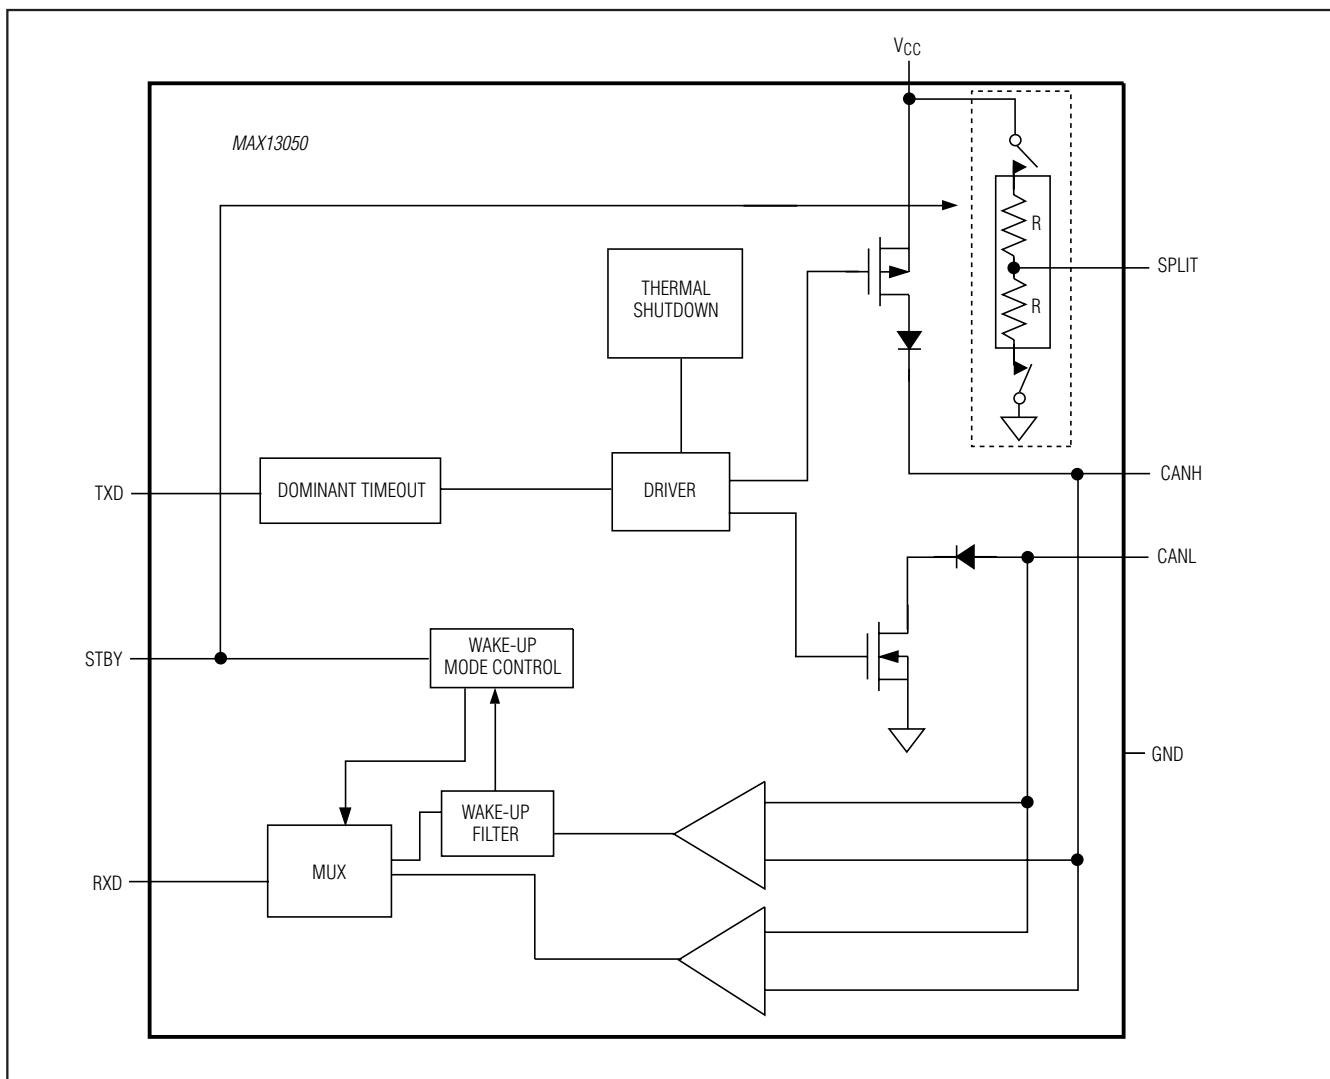 VCC
MAX13050
R
THERMAL
SHUTDOWN
SPLIT
R
CANH
TXD
DOMINANT TIMEOUT
DRIVER
CANL
STBY
WAKE-UP
MODE CONTROL
GND
WAKE-UP
FILTER
MUX
RXD